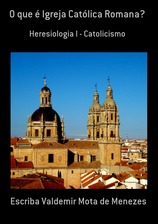 O que é Igreja Católica Romana?
Heresiologia I - Catolicismo
Escriba Valdemir Mota de Menezes